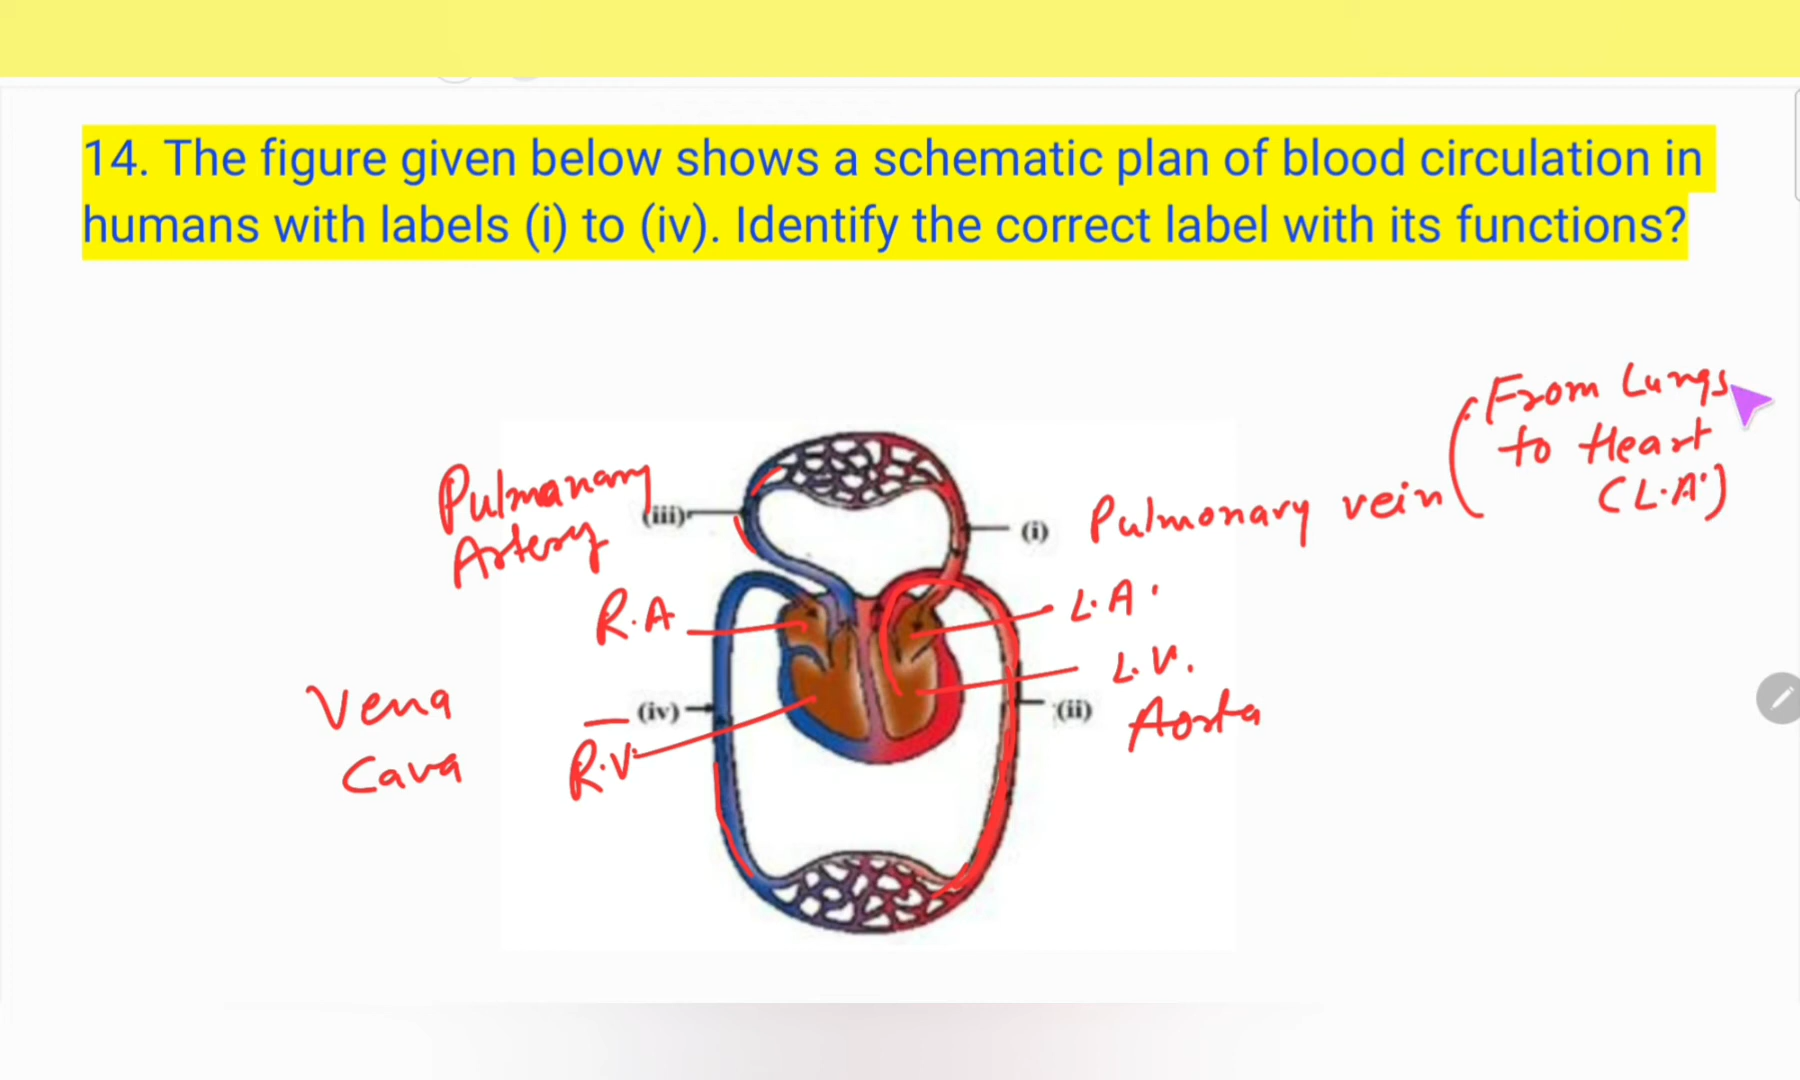 14. The figure given below shows a schematic plan of blood circulation in
humans with labels (i) to (iv). Identify the correct label with its functions?
From Lungs
to Heart
(L.A.)
Pulmanary
Artery
(iii)
(i)
Pulmonary vein
R.A
L.A.
L.V.
Vena
Cava
(iv)
R.V.
(ii)
Aorta